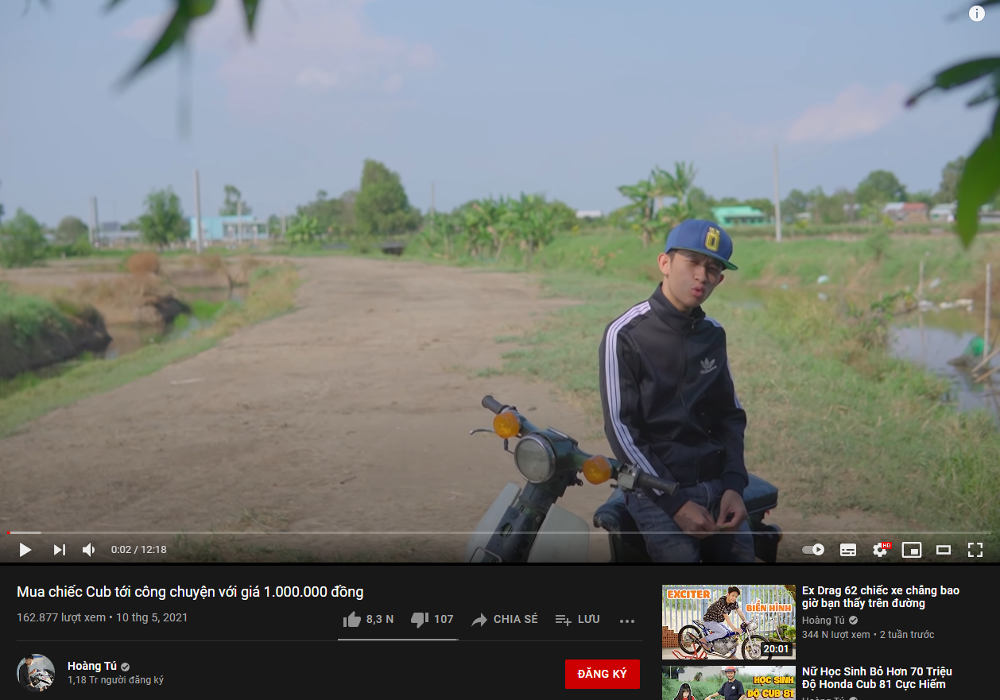 Ö
adidas
0:02 / 12:18
HD
Mua chiếc Cub tới công chuyện với giá 1.000.000 đồng
162.877 lượt xem • 10 thg 5, 2021
8,3 N
107
CHIA SẺ
LƯU
Hoàng Tú
1,18 Tr người đăng ký
ĐĂNG KÝ
EXCITER
BIẾN HÌNH
20:01
Ex Drag 62 chiếc xe chẳng bao
giờ bạn thấy trên đường
Hoàng Tú
344 N lượt xem • 2 tuần trước
HỌC SINH
ĐỘ CUB 81
Nữ Học Sinh Bỏ Hơn 70 Triệu
Độ Honda Cub 81 Cực Hiếm
Hoàng Tú